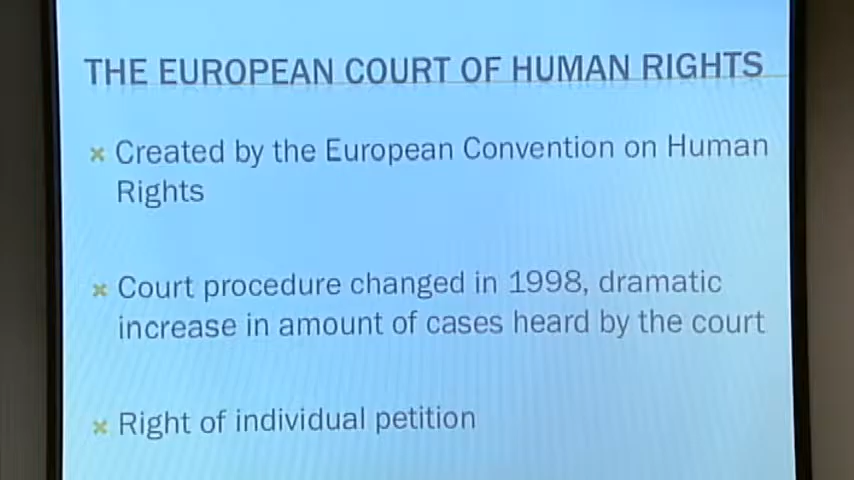 THE EUROPEAN COURT OF HUMAN RIGHTS
Created by the European Convention on Human
Rights
Court procedure changed in 1998, dramatic
increase in amount of cases heard by the court
Right of individual petition